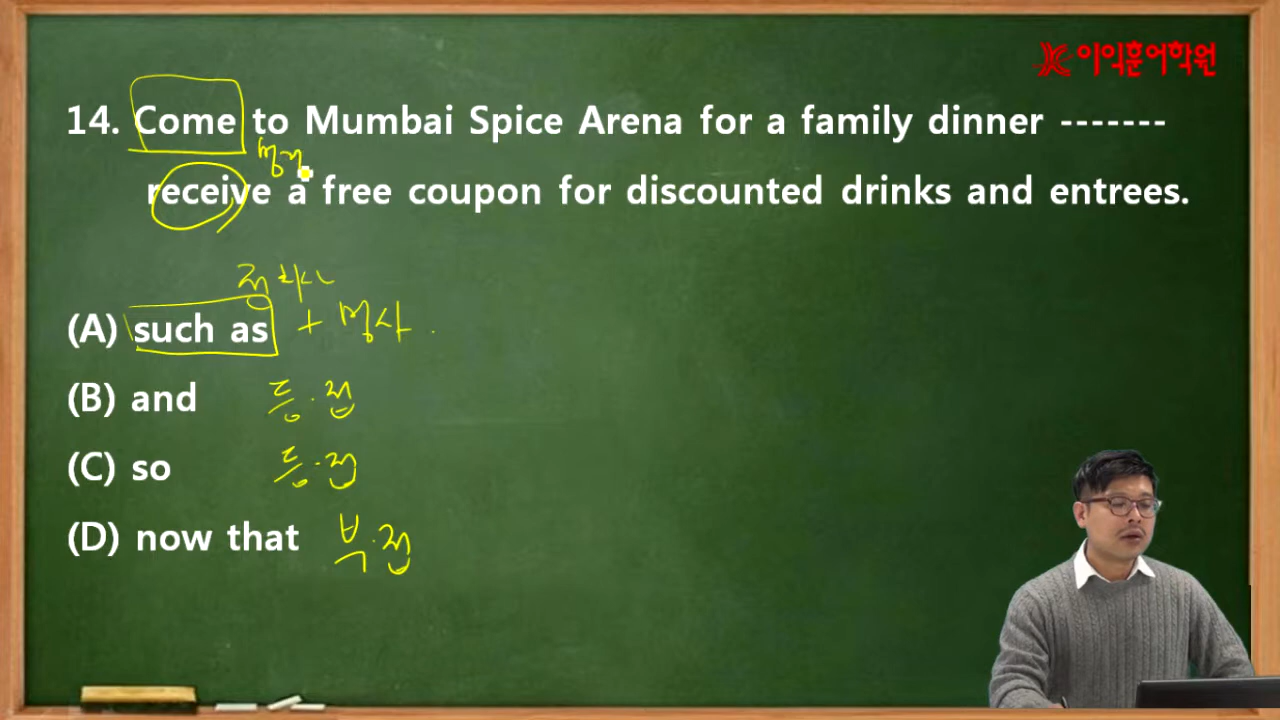 이익훈어학원
14. Come to Mumbai Spice Arena for a family dinner -------
명령
receive a free coupon for discounted drinks and entrees.
전치사
(A) such as + 명사.
(B) and 등·접
(C) so 등·접
(D) now that 부·접